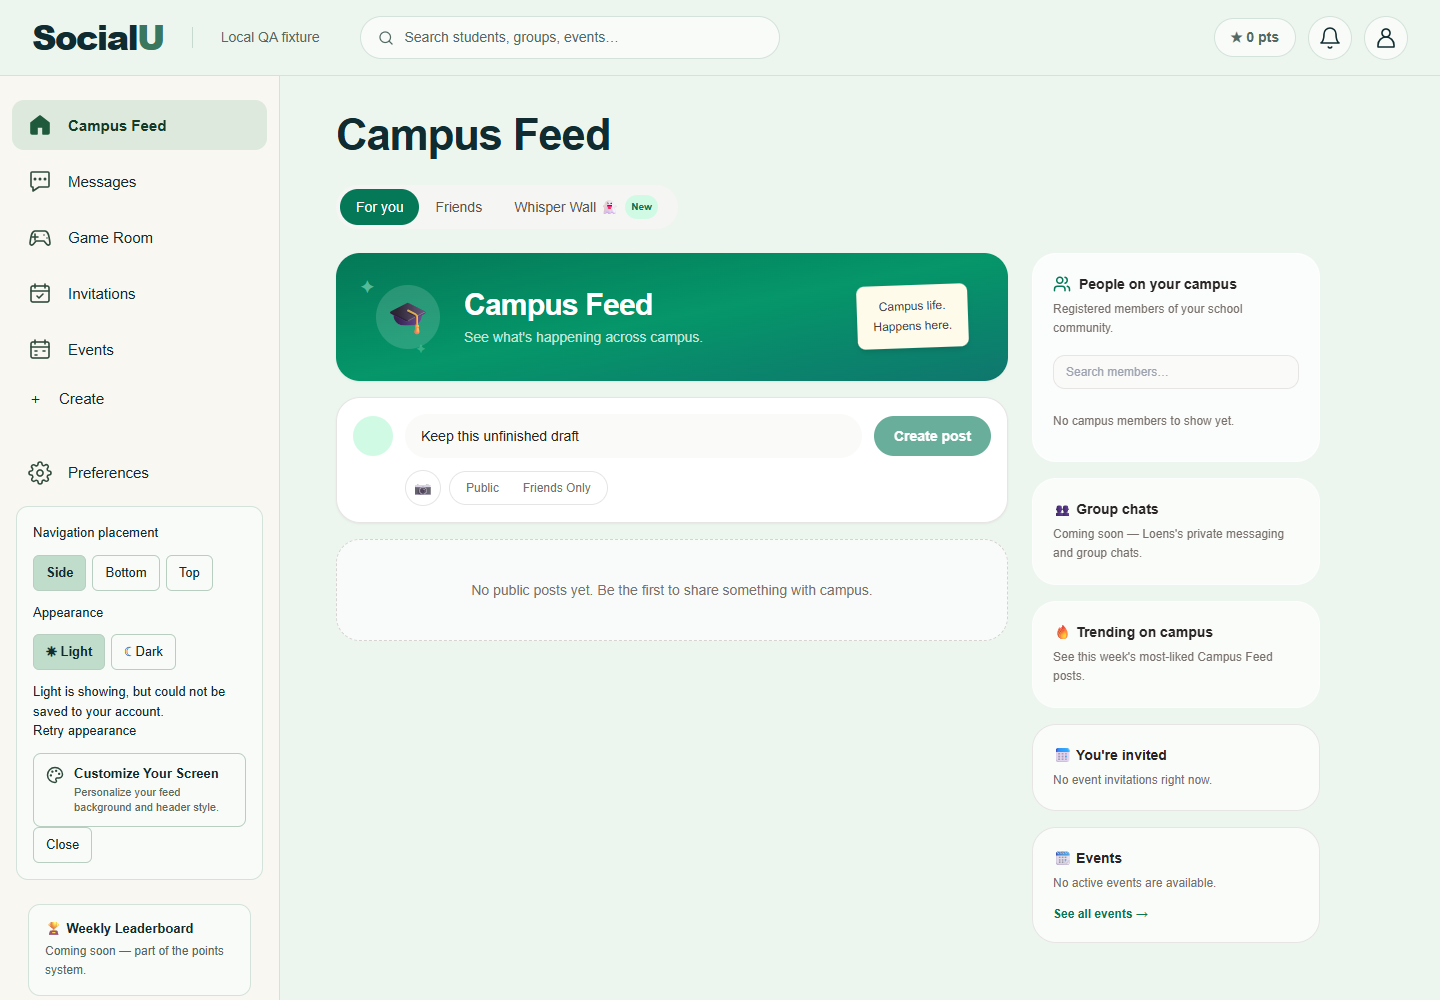 SocialU
Local QA fixture
Search students, groups, events…
★ 0 pts
Campus Feed
Messages
Game Room
Invitations
Events
+ Create
Preferences
Navigation placement
Side
Bottom
Top
Appearance
☀ Light
☾ Dark
Light is showing, but could not be
saved to your account.
Retry appearance
Customize Your Screen
Personalize your feed
background and header style.
Close
Weekly Leaderboard
Coming soon — part of the points
system.
Campus Feed
For you
Friends
Whisper Wall 👻
New
Campus Feed
See what's happening across campus.
Campus life.
Happens here.
Keep this unfinished draft
Create post
Public
Friends Only
No public posts yet. Be the first to share something with campus.
People on your campus
Registered members of your school
community.
Search members…
No campus members to show yet.
Group chats
Coming soon — Loens's private messaging
and group chats.
Trending on campus
See this week's most-liked Campus Feed
posts.
You're invited
No event invitations right now.
Events
No active events are available.
See all events →